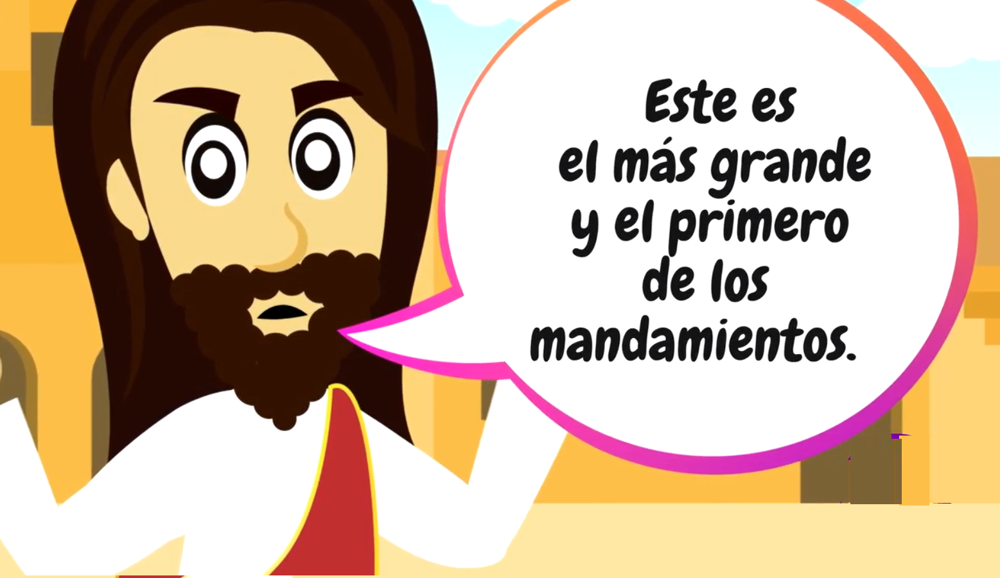 Este es
el más grande
y el primero
de los
mandamientos.